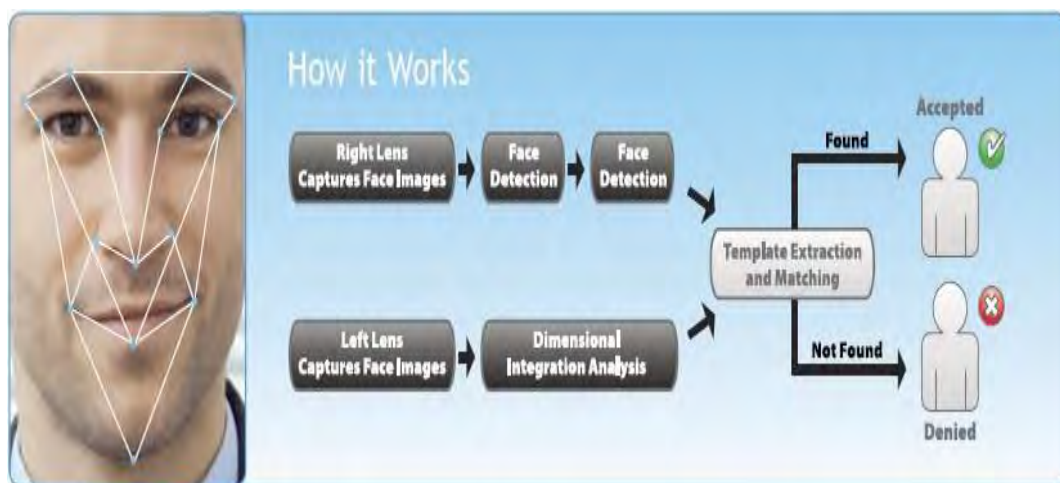 How it Works
Right Lens
Captures Face Images
Face
Detection
Face
Detection
Left Lens
Captures Face Images
Dimensional
Integration Analysis
Template Extraction
and Matching
Found
Accepted
Not Found
Denied